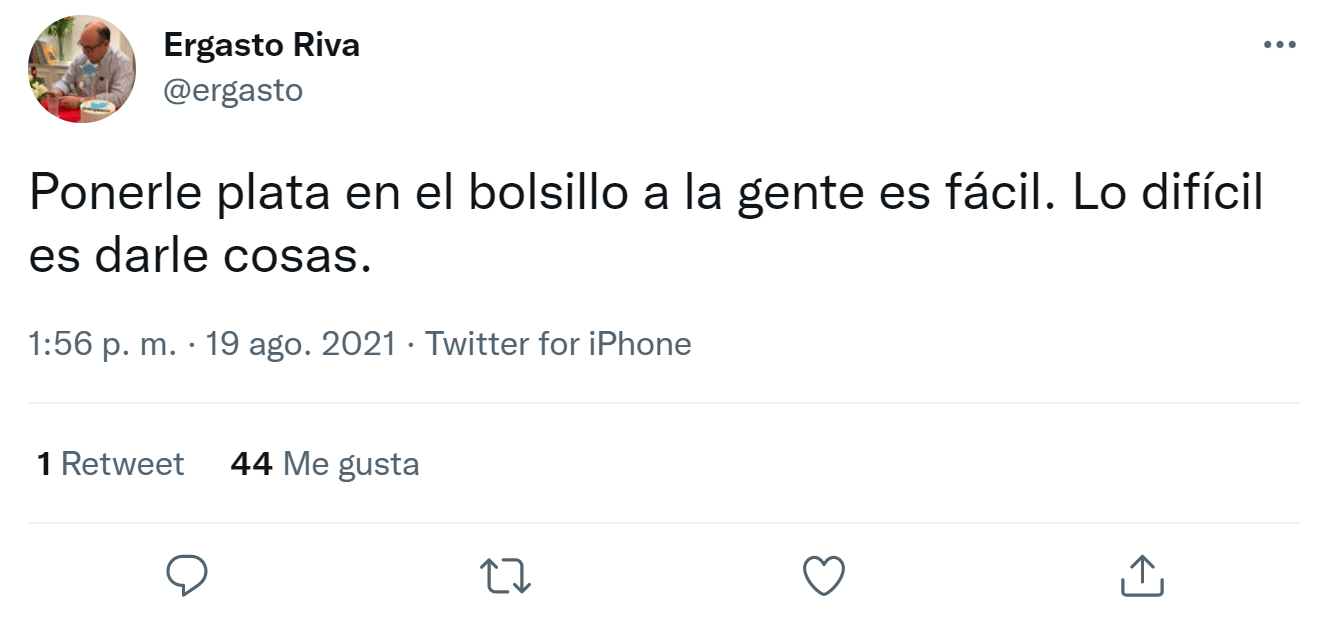 Ergasto Riva
@ergasto
Ponerle plata en el bolsillo a la gente es fácil. Lo difícil
es darle cosas.
1:56 p. m. · 19 ago. 2021 · Twitter for iPhone
1 Retweet 44 Me gusta